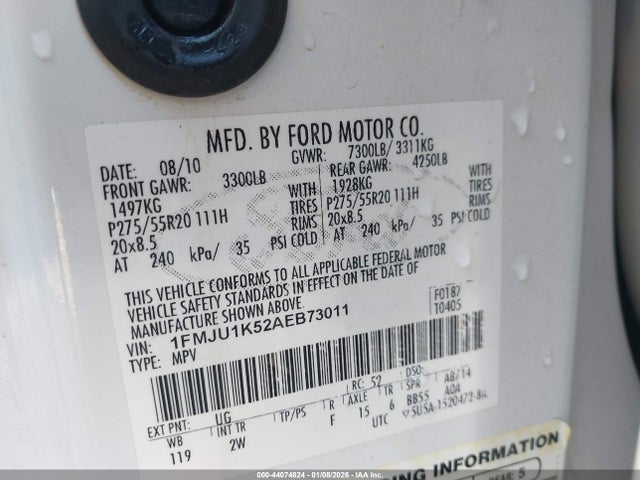 MFD. BY FORD MOTOR CO.
DATE: 08/10 GVWR: 7300LB/ 3311KG
FRONT GAWR: 3300LB REAR GAWR: 4250LB
1497KG WITH 1928KG WITH
P275/55R20 111H TIRES P275/55R20 111H TIRES
20x8.5 RIMS 20x8.5 RIMS
AT 240 kPa/ 35 PSI COLD AT 240 kPa/ 35 PSI COLD
THIS VEHICLE CONFORMS TO ALL APPLICABLE FEDERAL MOTOR
VEHICLE SAFETY STANDARDS IN EFFECT ON THE DATE OF
MANUFACTURE SHOWN ABOVE.
VIN: 1FMJU1K52AEB73011 F0187
TYPE: MPV T0405
RC: 52 DSO:
EXT PNT: UG AXLE TR SPR A8/14
WB INT TR TP/PS R AXLE TR SPR BB55 A0A
119 2W F 15 6 UTC
INFORMATION
000-44074824 - 01/08/2026 - IAA Inc.